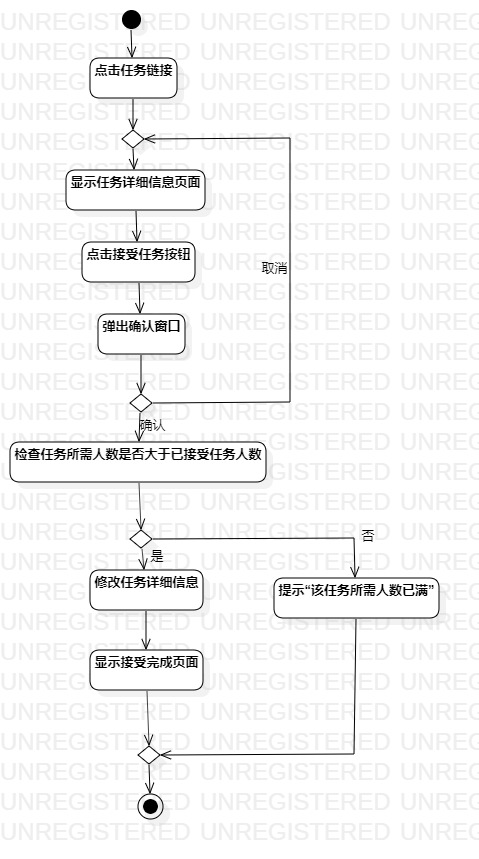 点击任务链接
显示任务详细信息页面
点击接受任务按钮
取消
弹出确认窗口
确认
检查任务所需人数是否大于已接受任务人数
否
是
修改任务详细信息
提示“该任务所需人数已满”
显示接受完成页面